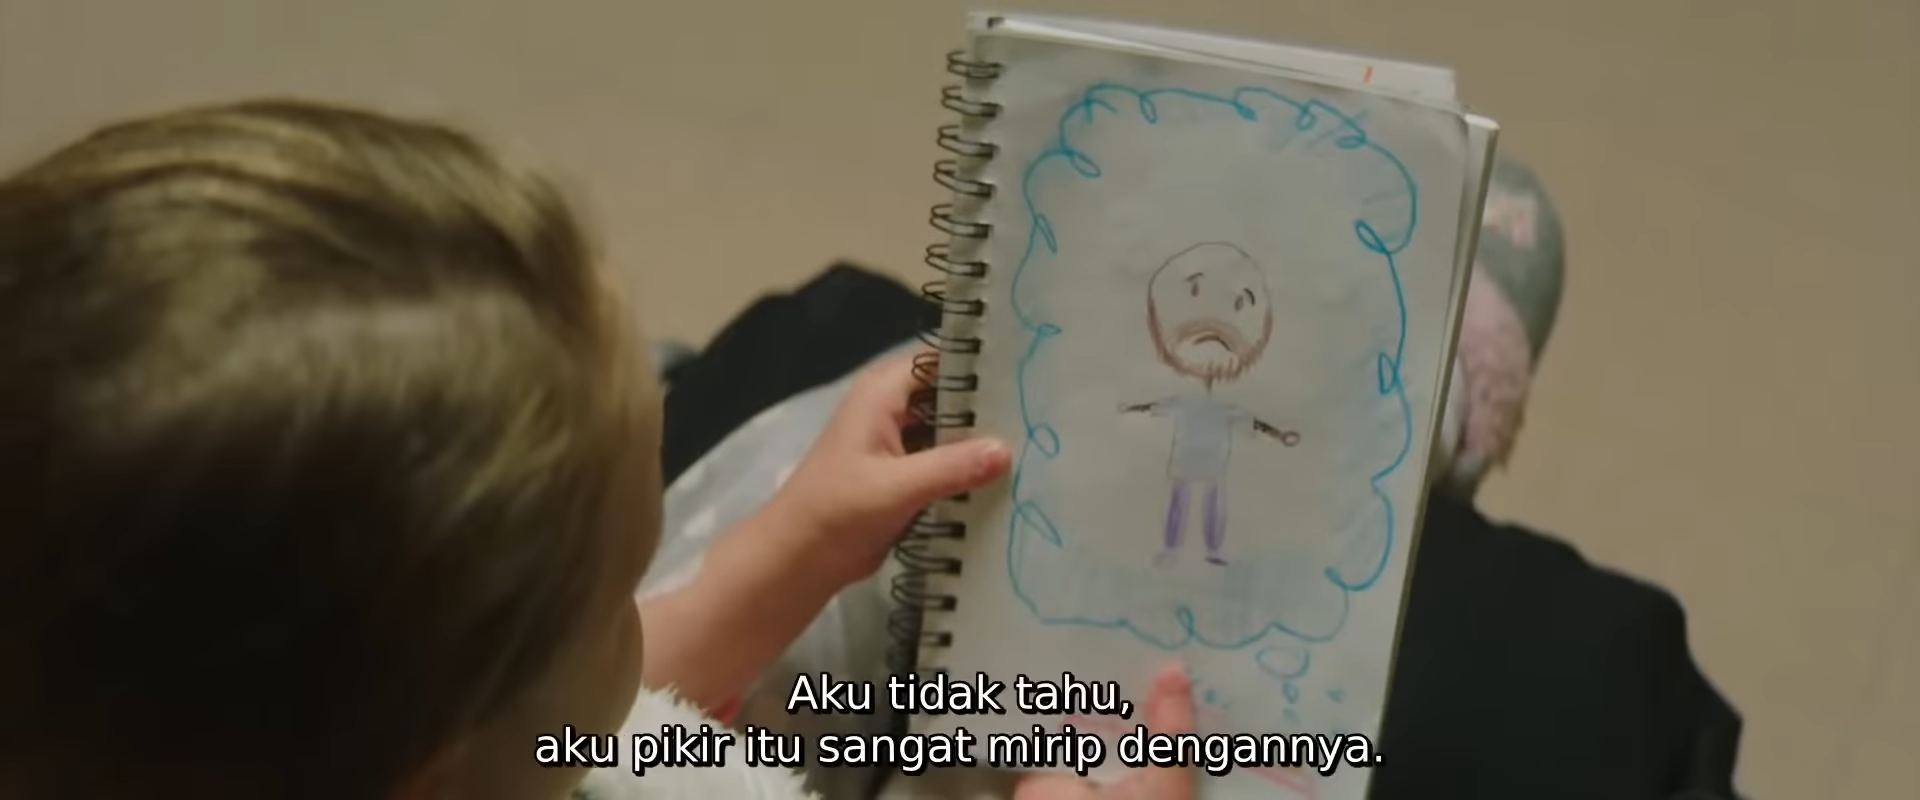 Aku tidak tahu,
aku pikir itu sangat mirip dengannya.